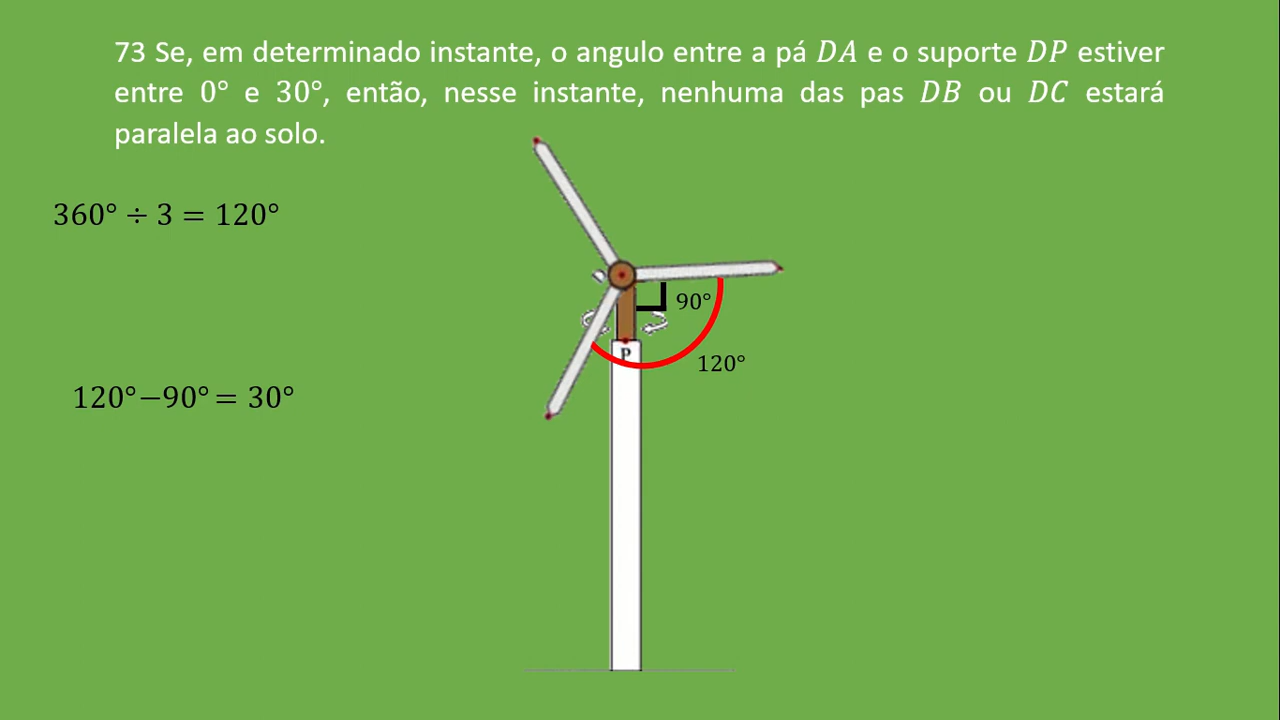 73 Se, em determinado instante, o angulo entre a pá DA e o suporte DP estiver
entre 0° e 30°, então, nesse instante, nenhuma das pas DB ou DC estará
paralela ao solo.
360° ÷ 3 = 120°
D
90°
P
120°
120°−90° = 30°